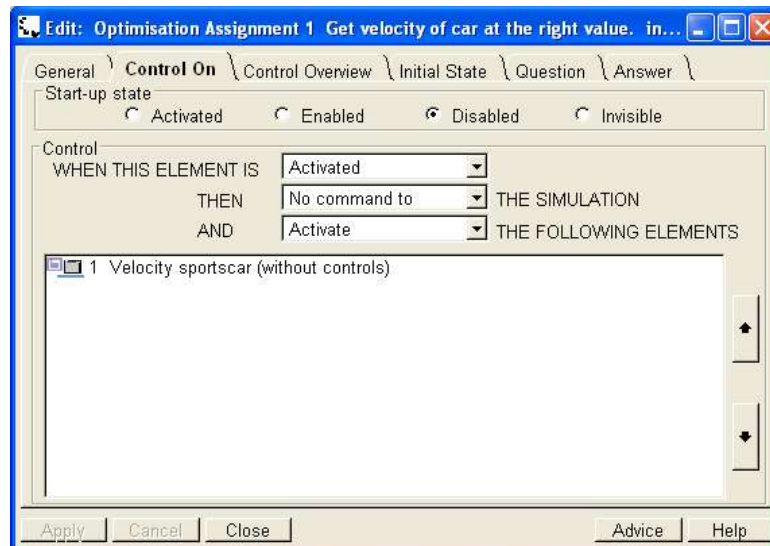 Edit: Optimisation Assignment 1 Get velocity of car at the right value. in...
General Control On Control Overview Initial State Question Answer
Start-up state
Activated Enabled Disabled Invisible
Control
WHEN THIS ELEMENT IS Activated
THEN No command to THE SIMULATION
AND Activate THE FOLLOWING ELEMENTS
1 Velocity sportscar (without controls)
Apply Cancel Close Advice Help